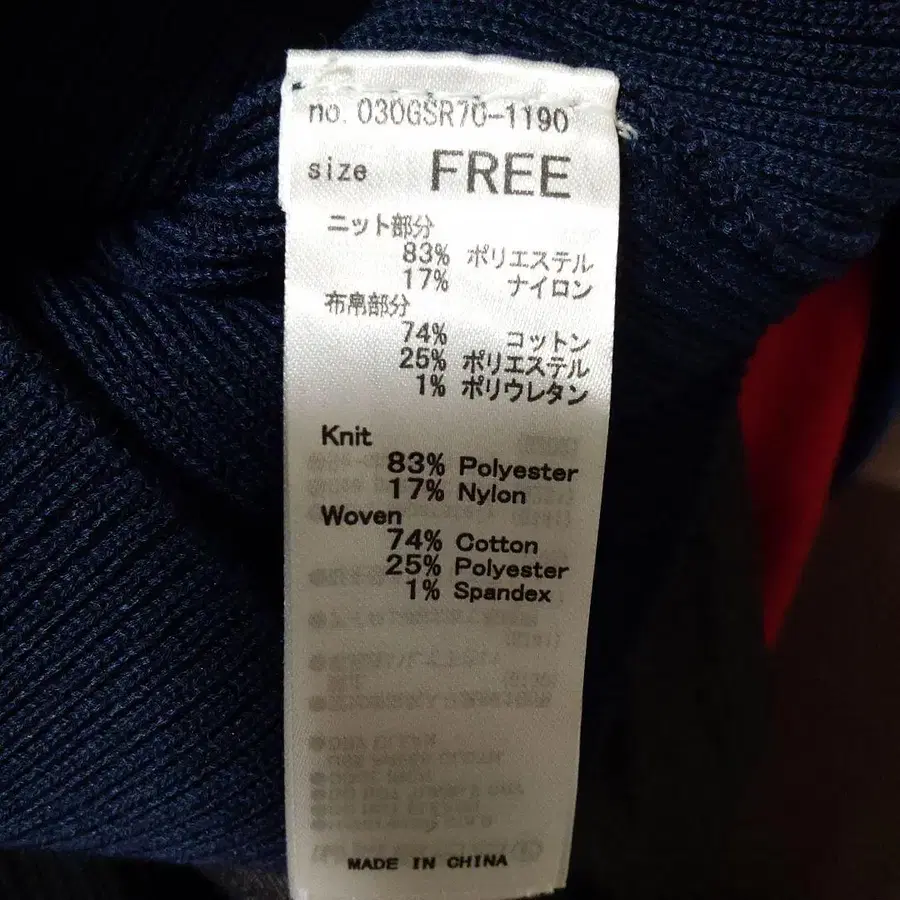 no. 030GSR70-1190
size FREE
ニット部分
83% ポリエステル
17% ナイロン
布帛部分
74% コットン
25% ポリエステル
1% ポリウレタン
Knit
83% Polyester
17% Nylon
Woven
74% Cotton
25% Polyester
1% Spandex
MADE IN CHINA